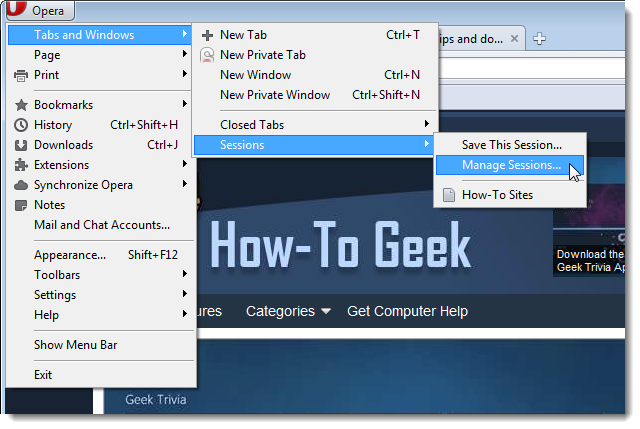 Opera
Tabs and Windows
Page
Print
Bookmarks
History Ctrl+Shift+H
Downloads Ctrl+J
Extensions
Synchronize Opera
Notes
Mail and Chat Accounts...
Appearance... Shift+F12
Toolbars
Settings
Help
Show Menu Bar
Exit
New Tab Ctrl+T
New Private Tab
New Window Ctrl+N
New Private Window Ctrl+Shift+N
Closed Tabs
Sessions
Save This Session...
Manage Sessions...
How-To Sites
and do...
How-To Geek
Download the
Geek Trivia
Categories
Get Computer Help
Geek Trivia